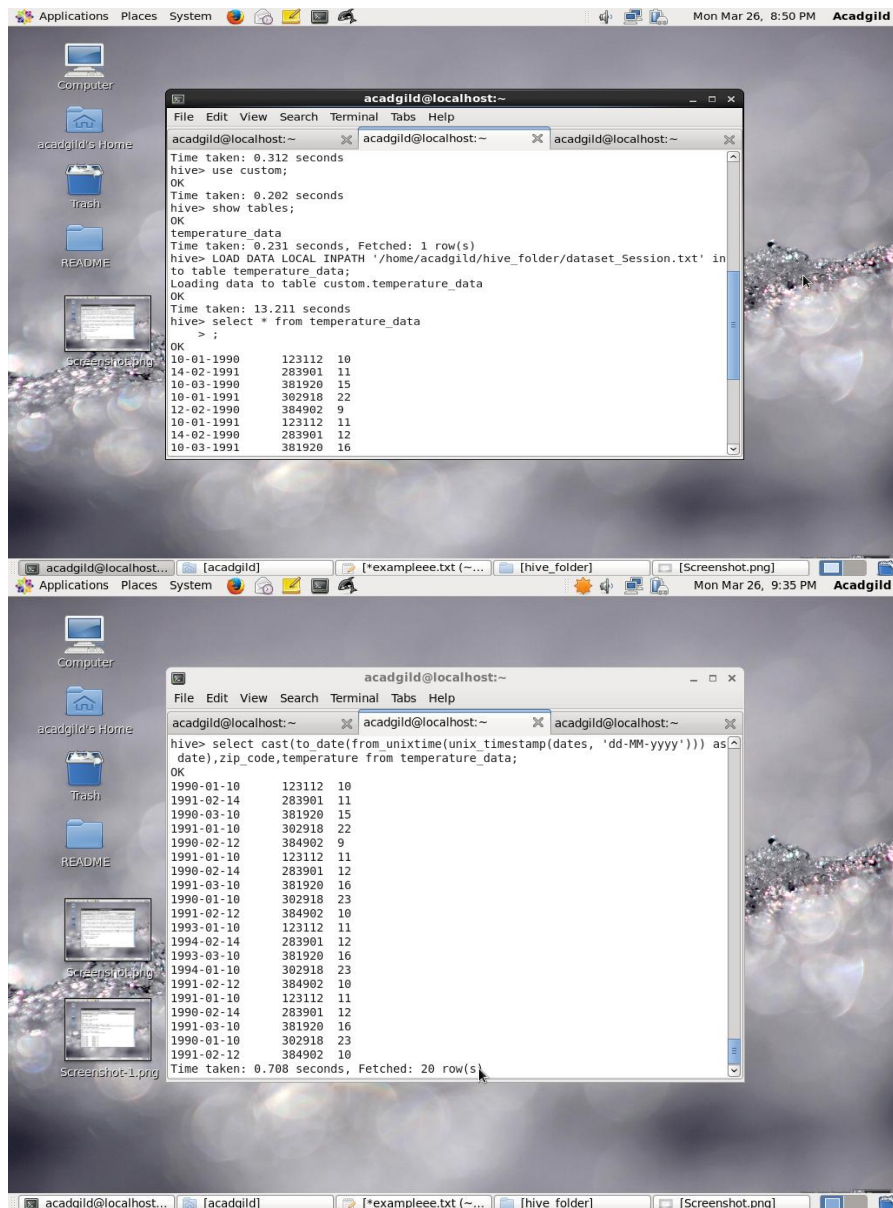 Applications Places System Mon Mar 26, 8:50 PM Acadgild
Computer
acadgild's Home
Trash
README
Screenshot.png
acadgild@localhost:~
File Edit View Search Terminal Tabs Help
acadgild@localhost:~ acadgild@localhost:~ acadgild@localhost:~
Time taken: 0.312 seconds
hive> use custom;
OK
Time taken: 0.202 seconds
hive> show tables;
OK
temperature_data
Time taken: 0.231 seconds, Fetched: 1 row(s)
hive> LOAD DATA LOCAL INPATH '/home/acadgild/hive_folder/dataset_Session.txt' in
to table temperature_data;
Loading data to table custom.temperature_data
OK
Time taken: 13.211 seconds
hive> select * from temperature_data
> ;
OK
10-01-1990 123112 10
14-02-1991 283901 11
10-03-1990 381920 15
10-01-1991 302918 22
12-02-1990 384902 9
10-01-1991 123112 11
14-02-1990 283901 12
10-03-1991 381920 16
acadgild@localhost... [acadgild] [*exampleee.txt (~... [hive_folder] [Screenshot.png]
Applications Places System Mon Mar 26, 9:35 PM Acadgild
Computer
acadgild's Home
Trash
README
Screenshot.png
Screenshot-1.png
acadgild@localhost:~
File Edit View Search Terminal Tabs Help
acadgild@localhost:~ acadgild@localhost:~ acadgild@localhost:~
hive> select cast(to_date(from_unixtime(unix_timestamp(dates, 'dd-MM-yyyy'))) as
date),zip_code,temperature from temperature_data;
OK
1990-01-10 123112 10
1991-02-14 283901 11
1990-03-10 381920 15
1991-01-10 302918 22
1990-02-12 384902 9
1991-01-10 123112 11
1990-02-14 283901 12
1991-03-10 381920 16
1990-01-10 302918 23
1991-02-12 384902 10
1993-01-10 123112 11
1994-02-14 283901 12
1993-03-10 381920 16
1994-01-10 302918 23
1991-02-12 384902 10
1991-01-10 123112 11
1990-02-14 283901 12
1991-03-10 381920 16
1990-01-10 302918 23
1991-02-12 384902 10
Time taken: 0.708 seconds, Fetched: 20 row(s)
acadgild@localhost... [acadgild] [*exampleee.txt (~... [hive_folder] [Screenshot.png]